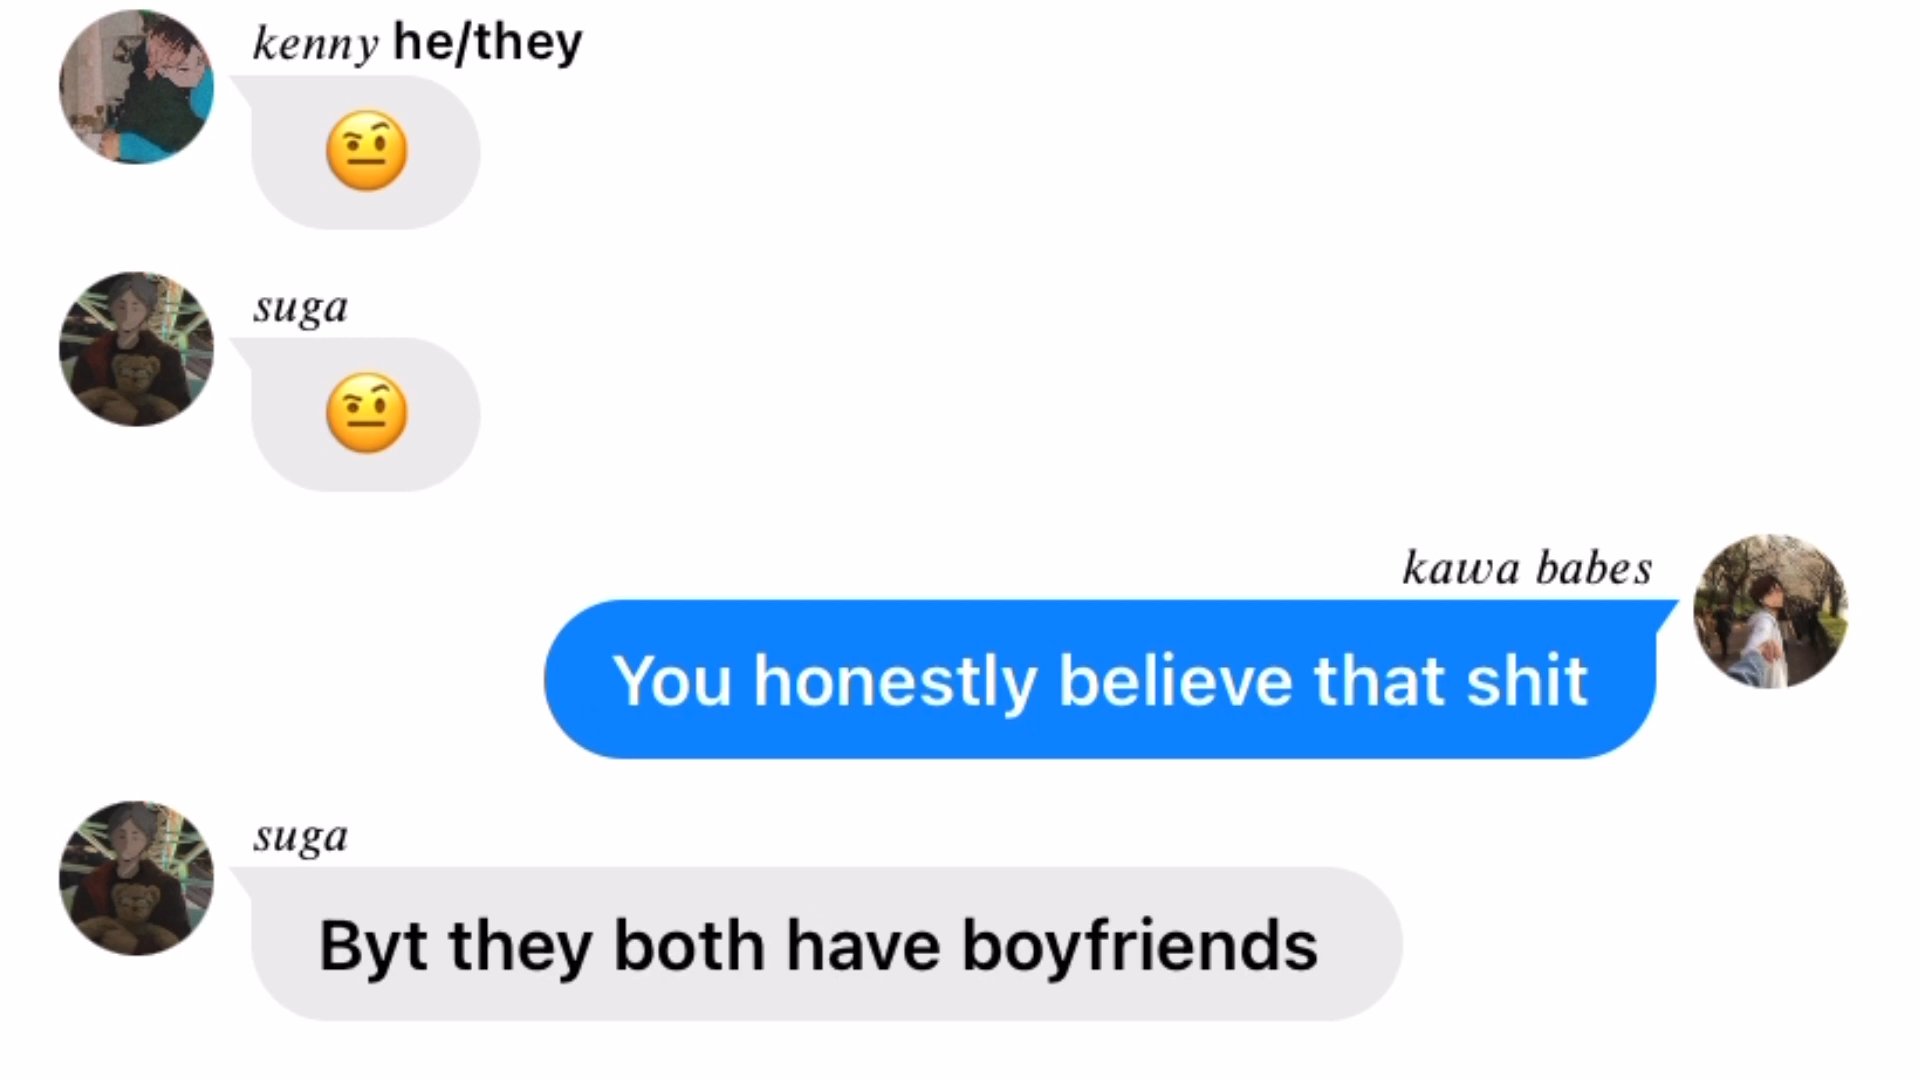 kenny he/they
🤨
suga
🤨
kawa babes
You honestly believe that shit
suga
Byt they both have boyfriends